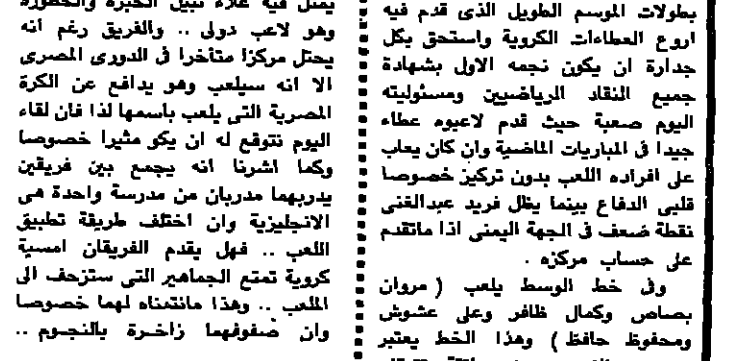 بطولات الموسم الطويل الذى قدم فيه
اروع العطاءات الكروية واستحق بكل
جدارة ان يكون نجمه الاول بشهادة
جميع النقاد الرياضيين ومسئوليته
اليوم صعبة حيث قدم لاعبوه عطاء
جيدا فى المباريات الماضية وان كان يعاب
على افراده اللعب بدون تركيز خصوصا
قلبى الدفاع بينما يظل فريد عبدالغنى
نقطة ضعف فى الجهة اليمنى اذا ماتقدم
على حساب مركزه .
وفى خط الوسط يلعب ( مروان
بصاص وكمال ظافر وعلى عشوش
ومحفوظ حافظ ) وهذا الخط يعتبر
يمثل فيه علاء نبيل الخبرة والخطورة
وهو لاعب دولى .. والفريق رغم انه
يحتل مركزا متأخرا فى الدورى المصرى
الا انه سيلعب وهو يدافع عن الكرة
المصرية التى يلعب باسمها لذا فان لقاء
اليوم نتوقع له ان يكو مثيرا خصوصا
وكما اشرنا انه يجمع بين فريقين
يدربهما مدربان من مدرسة واحدة هى
الانجليزية وان اختلف طريقة تطبيق
اللعب .. فهل يقدم الفريقان امسية
كروية تمتع الجماهير التى ستزحف الى
الملعب .. وهذا مانتمناه لهما خصوصا
وان صفوفهما زاخرة بالنجوم ..